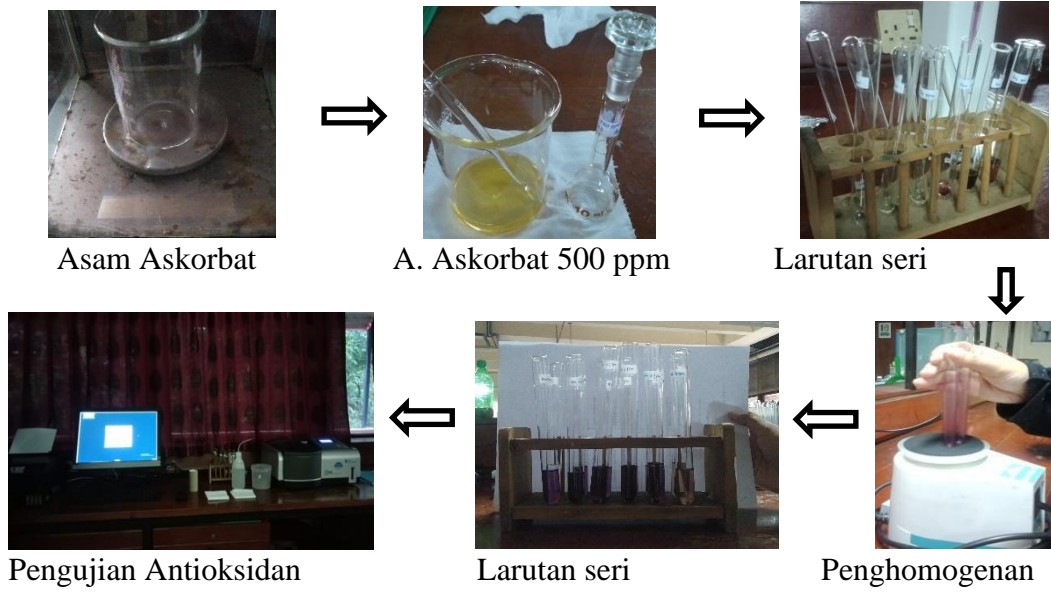 Asam Askorbat
A. Askorbat 500 ppm
Larutan seri
Penghomogenan
Larutan seri
Pengujian Antioksidan